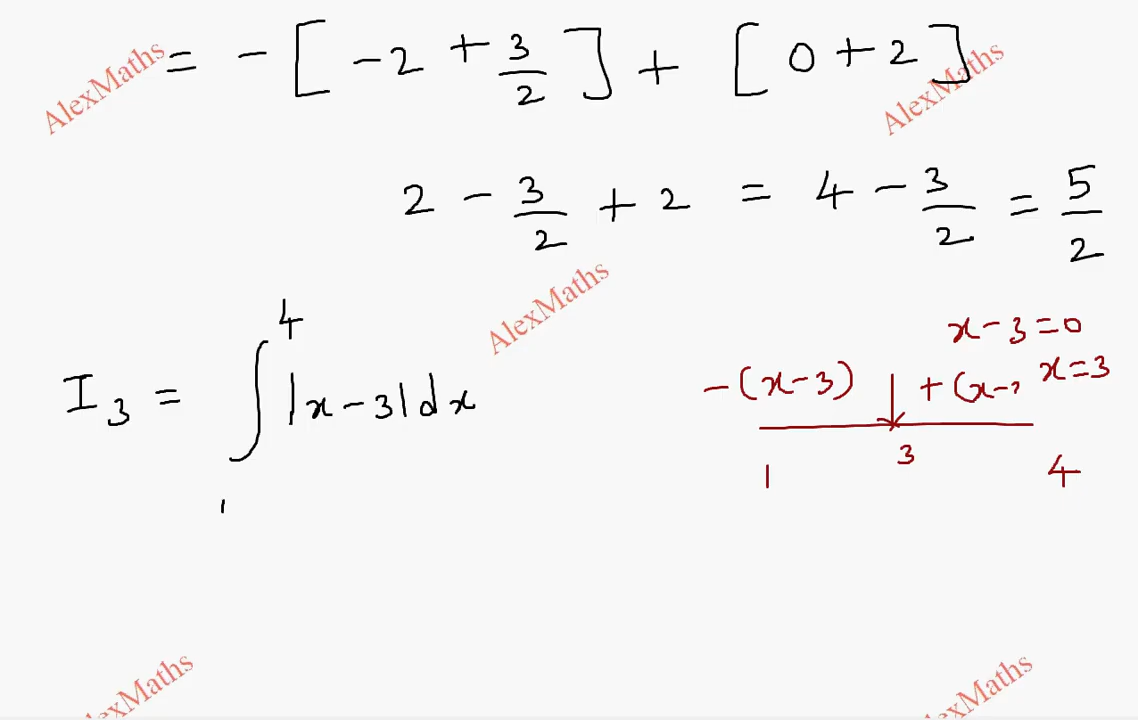 = - [ -2 + 3/2 ] + [ 0 + 2 ]
2 - 3/2 + 2 = 4 - 3/2 = 5/2
I₃ = ∫₁⁴ |x - 3| dx
x - 3 = 0
x = 3
-(x - 3) ↓ +(x -
1 3 4
AlexMaths
AlexMaths
AlexMaths
AlexMaths
AlexMaths